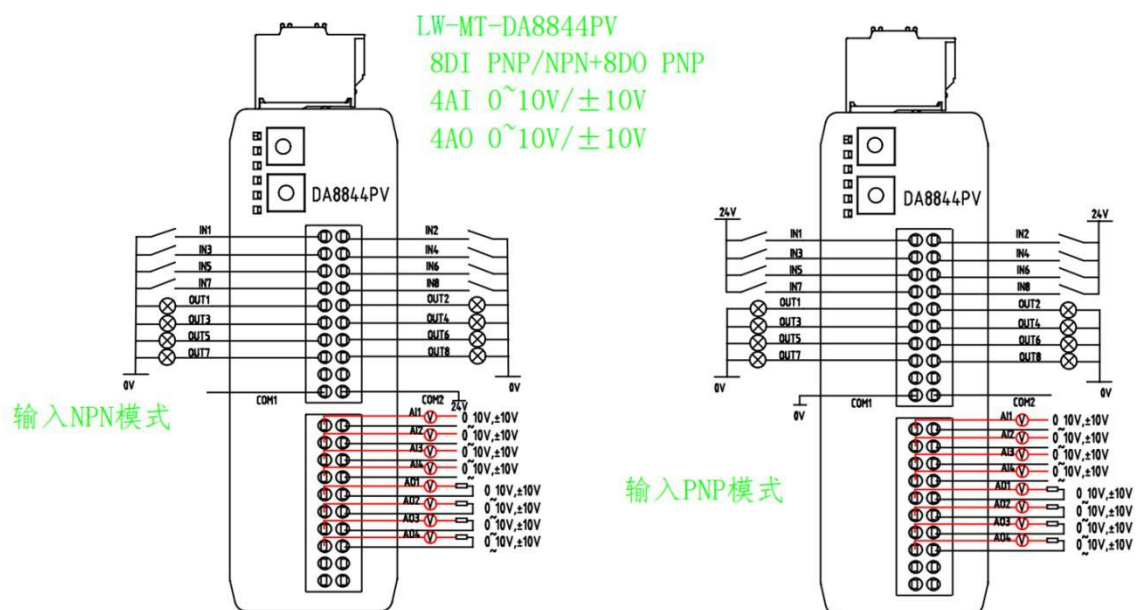 LW-MT-DA8844PV
8DI PNP/NPN+8DO PNP
4AI 0~10V/±10V
4AO 0~10V/±10V
DA8844PV
IN1
IN2
IN3
IN4
IN5
IN6
IN7
IN8
OUT1
OUT2
OUT3
OUT4
OUT5
OUT6
OUT7
OUT8
0V
0V
COM1
COM2
24V
输入NPN模式
AI1 V 0~10V,±10V
AI2 V 0~10V,±10V
AI3 V 0~10V,±10V
AI4 V 0~10V,±10V
AO1 V 0~10V,±10V
AO2 V 0~10V,±10V
AO3 V 0~10V,±10V
AO4 V 0~10V,±10V
DA8844PV
24V
24V
IN1
IN2
IN3
IN4
IN5
IN6
IN7
IN8
OUT1
OUT2
OUT3
OUT4
OUT5
OUT6
OUT7
OUT8
0V
0V
0V
COM1
COM2
输入PNP模式
AI1 V 0~10V,±10V
AI2 V 0~10V,±10V
AI3 V 0~10V,±10V
AI4 V 0~10V,±10V
AO1 V 0~10V,±10V
AO2 V 0~10V,±10V
AO3 V 0~10V,±10V
AO4 V 0~10V,±10V